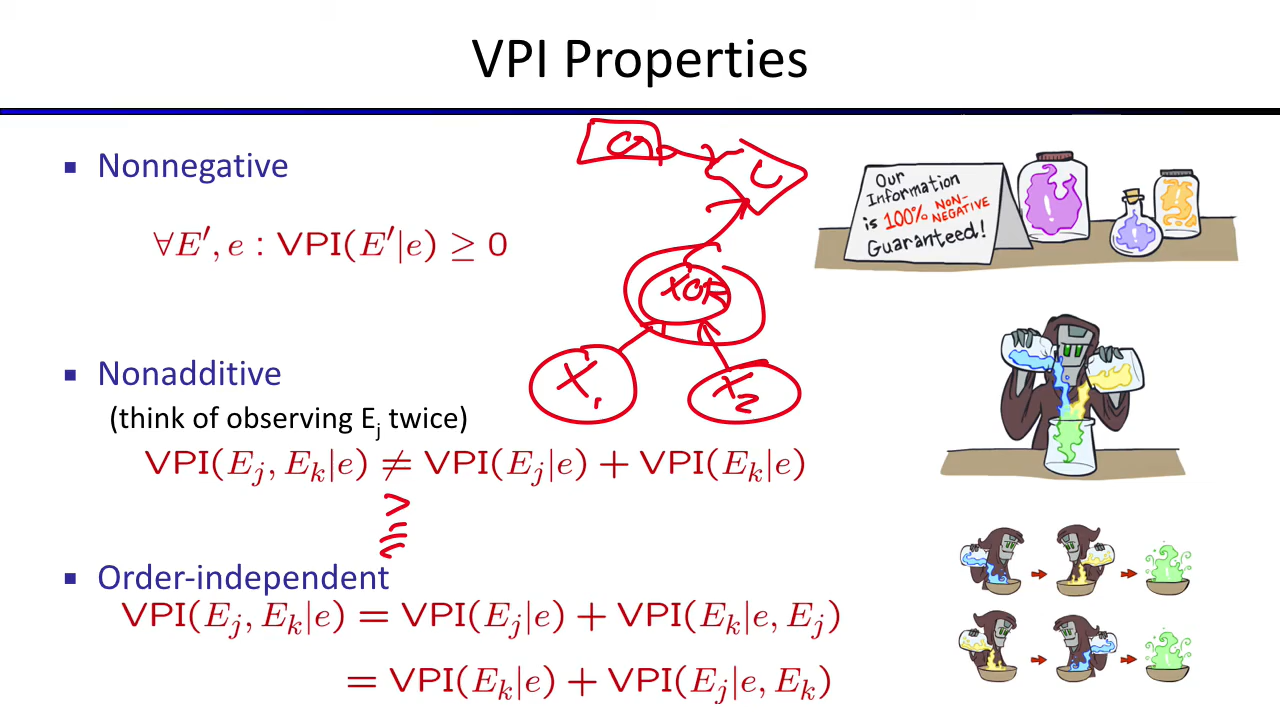 VPI Properties
▪ Nonnegative
∀E′, e : VPI(E′|e) ≥ 0
Our
Information
is 100% NON-NEGATIVE
Guaranteed!
U
XOR
X₁
X₂
▪ Nonadditive
(think of observing Eⱼ twice)
VPI(Eⱼ, Eₖ|e) ≠ VPI(Eⱼ|e) + VPI(Eₖ|e)
>
=
▪ Order-independent
VPI(Eⱼ, Eₖ|e) = VPI(Eⱼ|e) + VPI(Eₖ|e, Eⱼ)
= VPI(Eₖ|e) + VPI(Eⱼ|e, Eₖ)